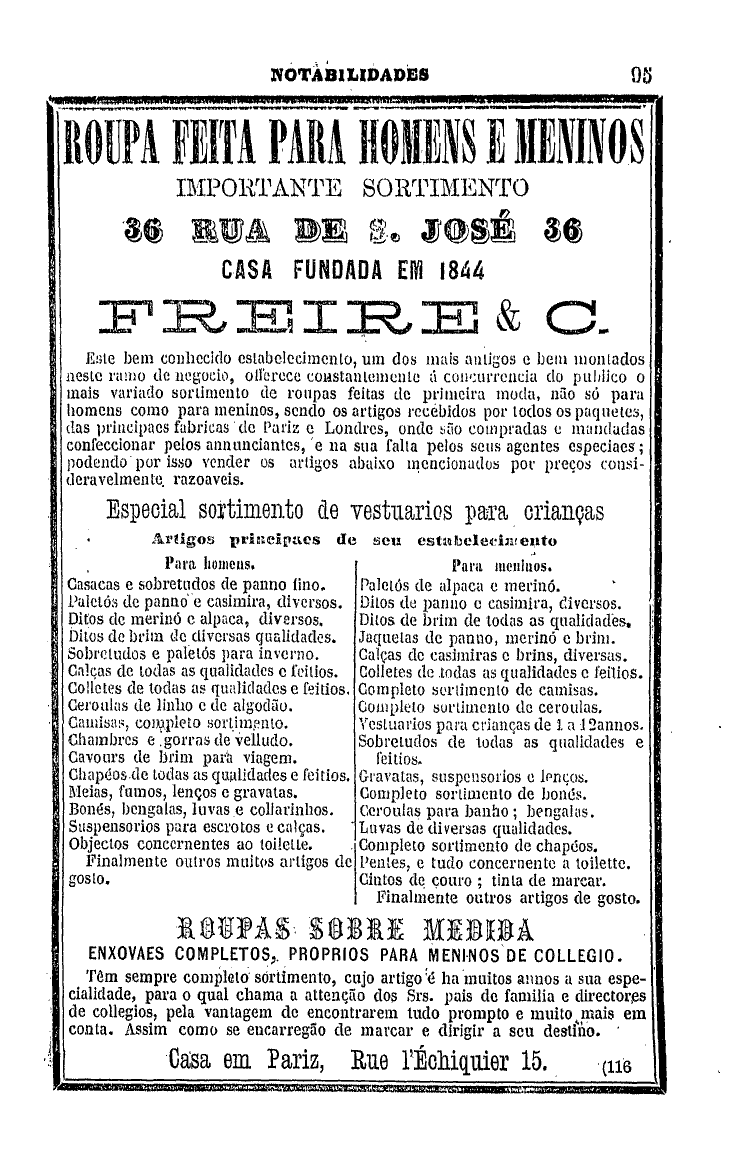 NOTABILIDADES 95
ROUPA FEITA PARA HOMENS E MENINOS
IMPORTANTE SORTIMENTO
36 RUA DE S. JOSÉ 36
CASA FUNDADA EM 1844
FREIRE & C.
Este bem conhecido estabelecimento, um dos mais antigos e bem montados
neste ramo de negocio, offerece constantemente á concurrencia do publico o
mais variado sortimento de roupas feitas de primeira moda, não só para
homens como para meninos, sendo os artigos recebidos por todos os paquetes,
das principaes fabricas de Pariz e Londres, onde são compradas e mandadas
confeccionar pelos annunciantes, e na sua falta pelos seus agentes especiaes;
podendo por isso vender os artigos abaixo mencionados por preços consi-
deravelmente razoaveis.
Especial sortimento de vestuarios para crianças
Artigos principaes de seu estabelecimento
Para homens.
Casacas e sobretudos de panno fino.
Paletós de panno e casimira, diversos.
Ditos de merinó e alpaca, diversos.
Ditos de brim de diversas qualidades.
Sobretudos e paletós para inverno.
Calças de todas as qualidades e feitios.
Colletes de todas as qualidades e feitios.
Ceroulas de linho e de algodão.
Camisas, completo sortimento.
Chambres e gorras de velludo.
Cavours de brim para viagem.
Chapéos de todas as qualidades e feitios.
Meias, fumos, lenços e gravatas.
Bonés, bengalas, luvas e collarinhos.
Suspensorios para escrotos e calças.
Objectos concernentes ao toilette.
Finalmente outros muitos artigos de
gosto.
Para meninos.
Paletós de alpaca e merinó.
Ditos de panno e casimira, diversos.
Ditos de brim de todas as qualidades.
Jaquetas de panno, merinó e brim.
Calças de casimiras e brins, diversas.
Colletes de todas as qualidades e feitios.
Completo sortimento de camisas.
Completo sortimento de ceroulas.
Vestuarios para crianças de 1 a 12annos.
Sobretudos de todas as qualidades e
feitios.
Gravatas, suspensorios e lenços.
Completo sortimento de bonés.
Ceroulas para banho; bengalas.
Luvas de diversas qualidades.
Completo sortimento de chapéos.
Pentes, e tudo concernente a toilette.
Cintos de couro; tinta de marcar.
Finalmente outros artigos de gosto.
ROUPAS SOBRE MEDIDA
ENXOVAES COMPLETOS, PROPRIOS PARA MENINOS DE COLLEGIO.
Têm sempre completo sortimento, cujo artigo é ha muitos annos a sua espe-
cialidade, para o qual chama a attenção dos Srs. pais de familia e directores
de collegios, pela vantagem de encontrarem tudo prompto e muito mais em
conta. Assim como se encarregão de marcar e dirigir a seu destino.
Casa em Pariz, Rue l'Échiquier 15. (116